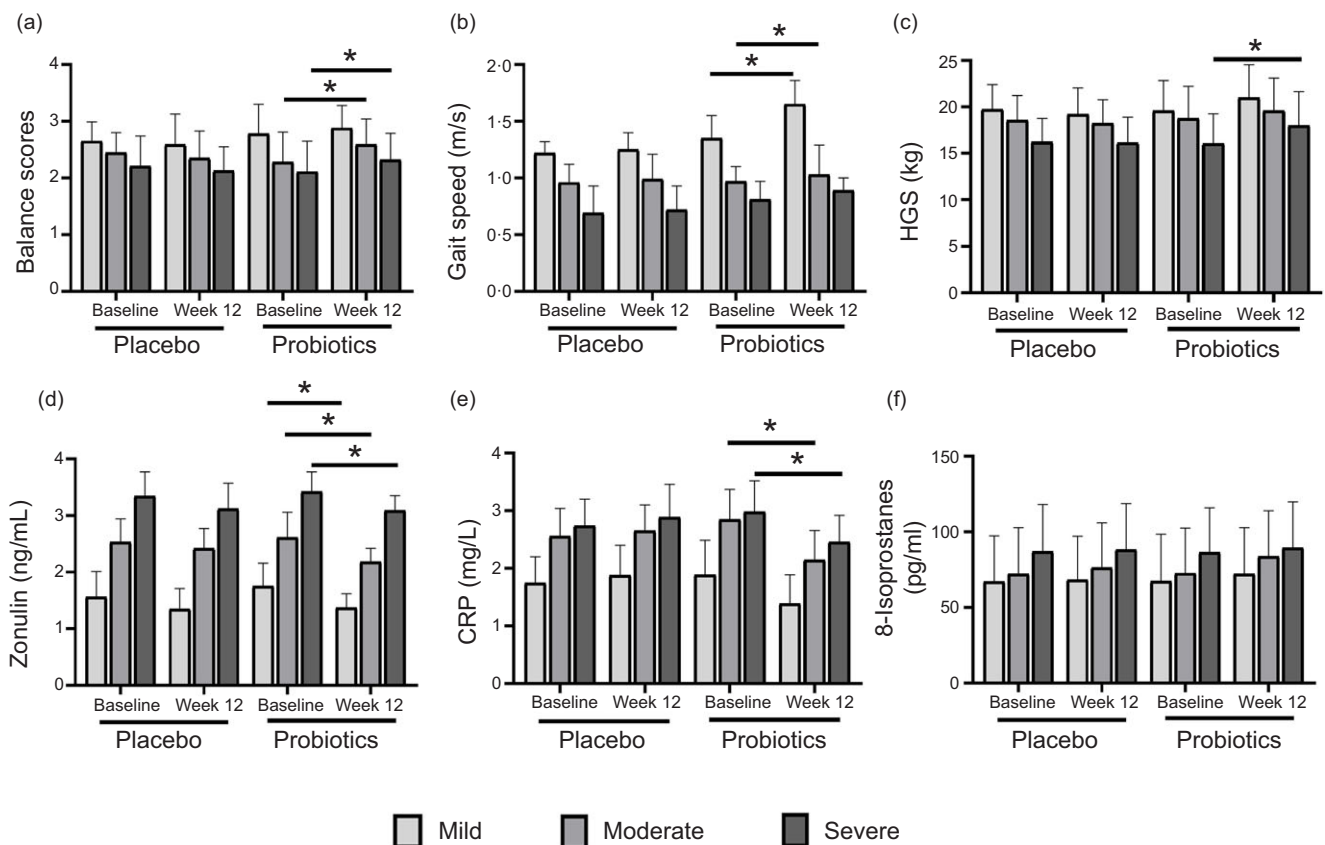 (a)
Balance scores
4
3
2
1
0
*
*
Baseline Week 12 Baseline Week 12
Placebo Probiotics
(b)
Gait speed (m/s)
2·0
1·5
1·0
0·5
0·0
*
*
Baseline Week 12 Baseline Week 12
Placebo Probiotics
(c)
HGS (kg)
25
20
15
10
5
0
*
Baseline Week 12 Baseline Week 12
Placebo Probiotics
(d)
Zonulin (ng/mL)
4
3
2
1
0
*
*
*
Baseline Week 12 Baseline Week 12
Placebo Probiotics
(e)
CRP (mg/L)
4
3
2
1
0
*
*
Baseline Week 12 Baseline Week 12
Placebo Probiotics
(f)
8-Isoprostanes
(pg/ml)
150
100
50
0
Baseline Week 12 Baseline Week 12
Placebo Probiotics
Mild Moderate Severe